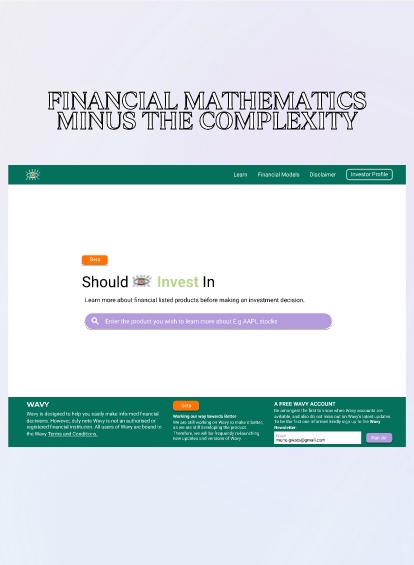 FINANCIAL MATHEMATICS
MINUS THE COMPLEXITY
Learn Financial Models Disclaimer Investor Profile
Beta
Should Invest In
Learn more about financial listed products before making an investment decision.
Enter the product you wish to learn more about E.g AAPL stocks
WAVY
Wavy is designed to help you easily make informed financial
decisions. However, duly note Wavy is not an authorised or
registered financial institution. All users of Wavy are bound to
the Wavy Terms and Conditions.
Beta
Working our way towards Better
We are still working on Wavy to make it better,
as we are still developing the product.
Therefore, we will be frequently re-launching
new updates and versions of Wavy.
A FREE WAVY ACCOUNT
Be amongest the first to know when Wavy accounts are
available, and also do not miss out on Wavy's latest updates.
To be the first one informed kindly sign up to the Wavy
Newsletter.
Email
Sign Up